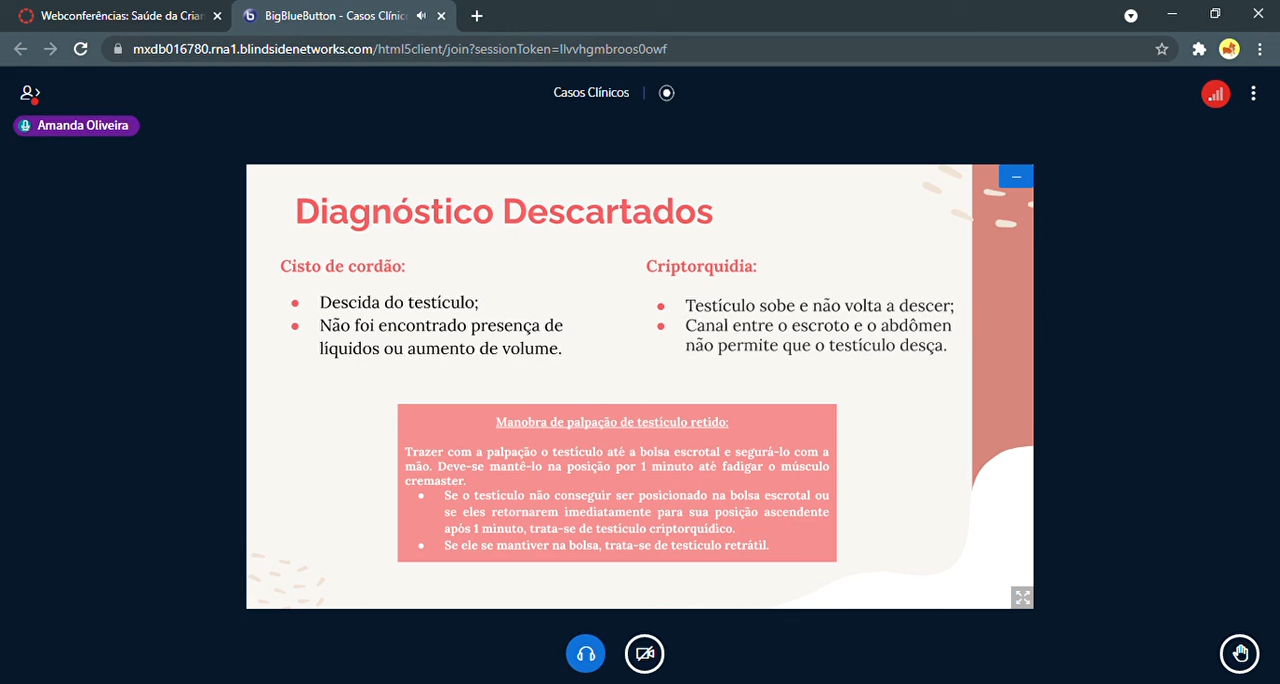 Webconferências: Saúde da Crian
BigBlueButton - Casos Clínico
mxdb016780.rna1.blindsidenetworks.com/html5client/join?sessionToken=llvvhgmbroos0owf
Casos Clínicos
Amanda Oliveira
Diagnóstico Descartados
Cisto de cordão:
Descida do testículo;
Não foi encontrado presença de
líquidos ou aumento de volume.
Criptorquidia:
Testículo sobe e não volta a descer;
Canal entre o escroto e o abdômen
não permite que o testículo desça.
Manobra de palpação de testículo retido:
Trazer com a palpação o testículo até a bolsa escrotal e segurá-lo com a
mão. Deve-se mantê-lo na posição por 1 minuto até fadigar o músculo
cremaster.
Se o testículo não conseguir ser posicionado na bolsa escrotal ou
se eles retornarem imediatamente para sua posição ascendente
após 1 minuto, trata-se de testículo criptorquídico.
Se ele se mantiver na bolsa, trata-se de testículo retrátil.